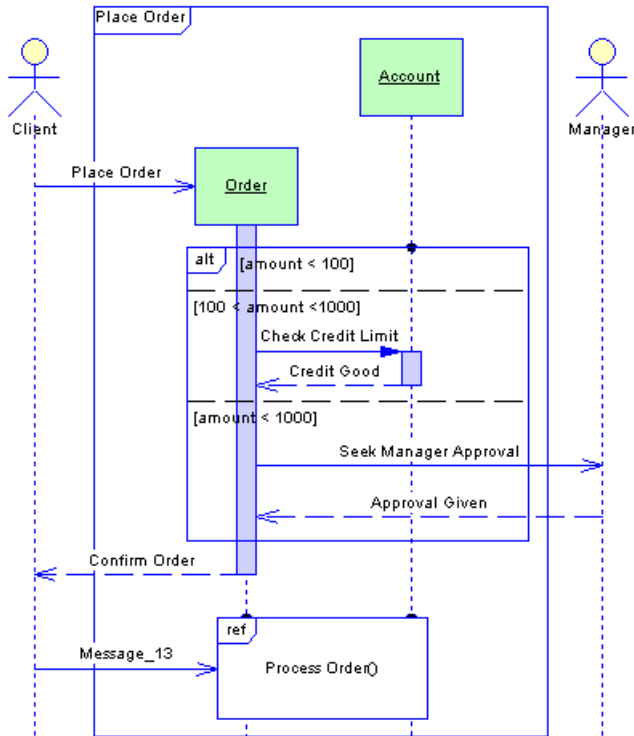 Place Order
Account
Client
Manager
Place Order
Order
alt
[amount < 100]
[100 < amount <1000]
Check Credit Limit
Credit Good
[amount < 1000]
Seek Manager Approval
Approval Given
Confirm Order
ref
Message_13
Process Order()